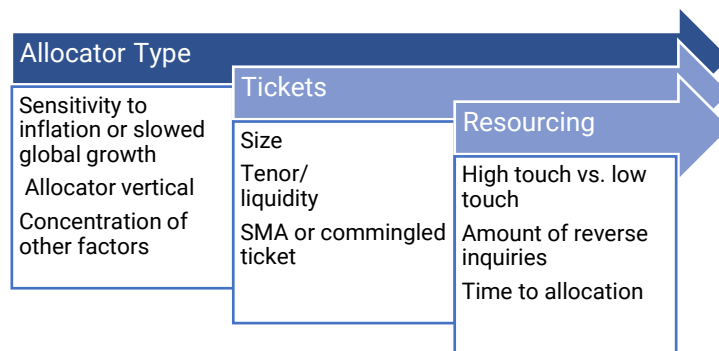 Allocator Type
Sensitivity to
inflation or slowed
global growth
Allocator vertical
Concentration of
other factors
Tickets
Size
Tenor/
liquidity
SMA or commingled
ticket
Resourcing
High touch vs. low
touch
Amount of reverse
inquiries
Time to allocation